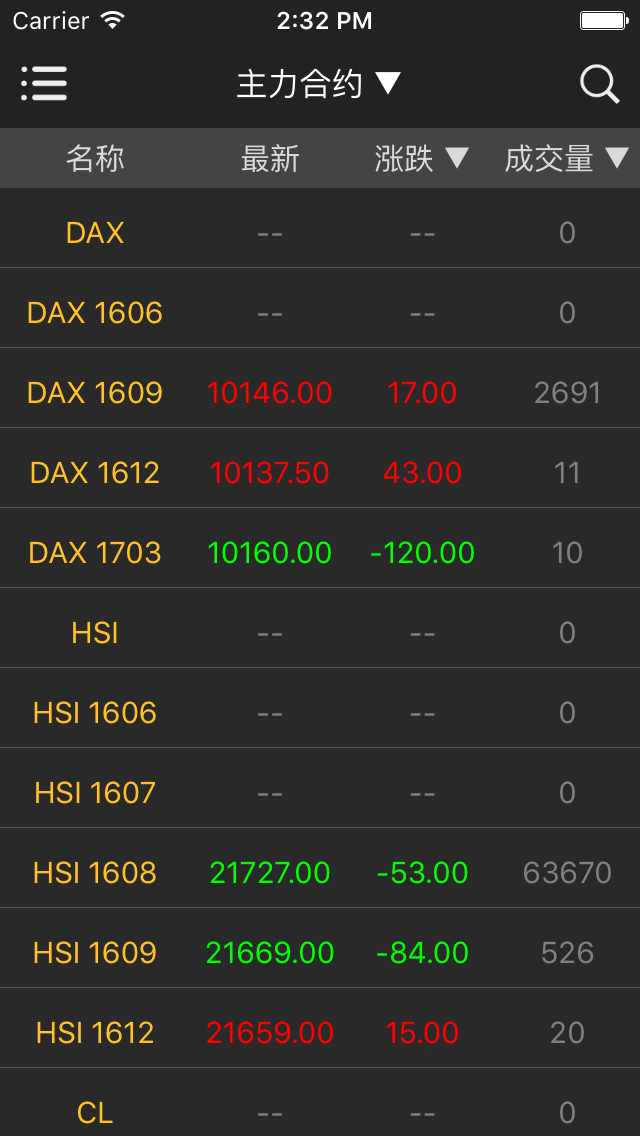 Carrier 2:32 PM
主力合约 ▼
名称 最新 涨跌 ▼ 成交量 ▼
DAX -- -- 0
DAX 1606 -- -- 0
DAX 1609 10146.00 17.00 2691
DAX 1612 10137.50 43.00 11
DAX 1703 10160.00 -120.00 10
HSI -- -- 0
HSI 1606 -- -- 0
HSI 1607 -- -- 0
HSI 1608 21727.00 -53.00 63670
HSI 1609 21669.00 -84.00 526
HSI 1612 21659.00 15.00 20
CL -- -- 0